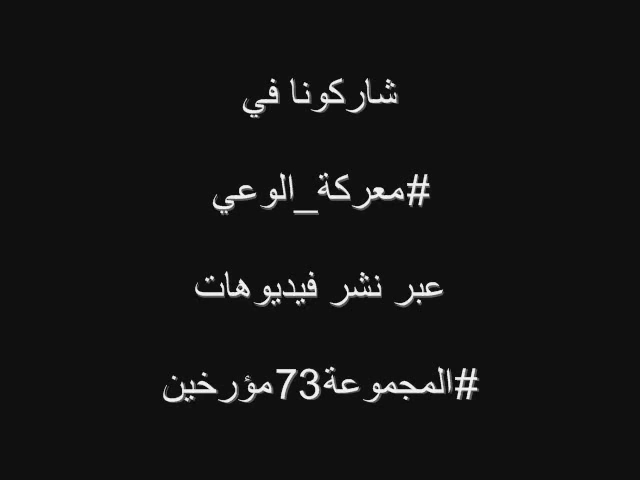 شاركونا في
#معركة_الوعي
عبر نشر فيديوهات
#المجموعة73مؤرخين